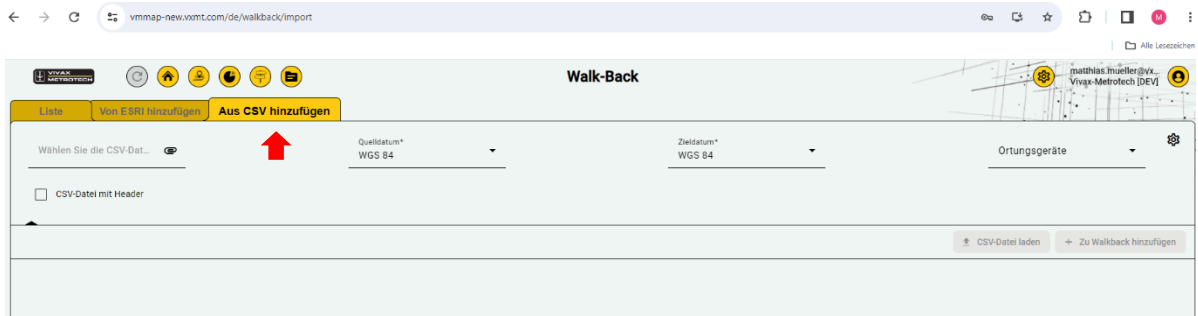 vmmap-new.vxmt.com/de/walkback/import
M
Alle Lesezeichen
VIVAX
METROTECH
Walk-Back
matthias.mueller@vx...
Vivax-Metrotech [DEV]
Liste
Von ESRI hinzufügen
Aus CSV hinzufügen
Wählen Sie die CSV-Dat...
Quelldatum*
WGS 84
Zieldatum*
WGS 84
Ortungsgeräte
CSV-Datei mit Header
CSV-Datei laden
+ Zu Walkback hinzufügen